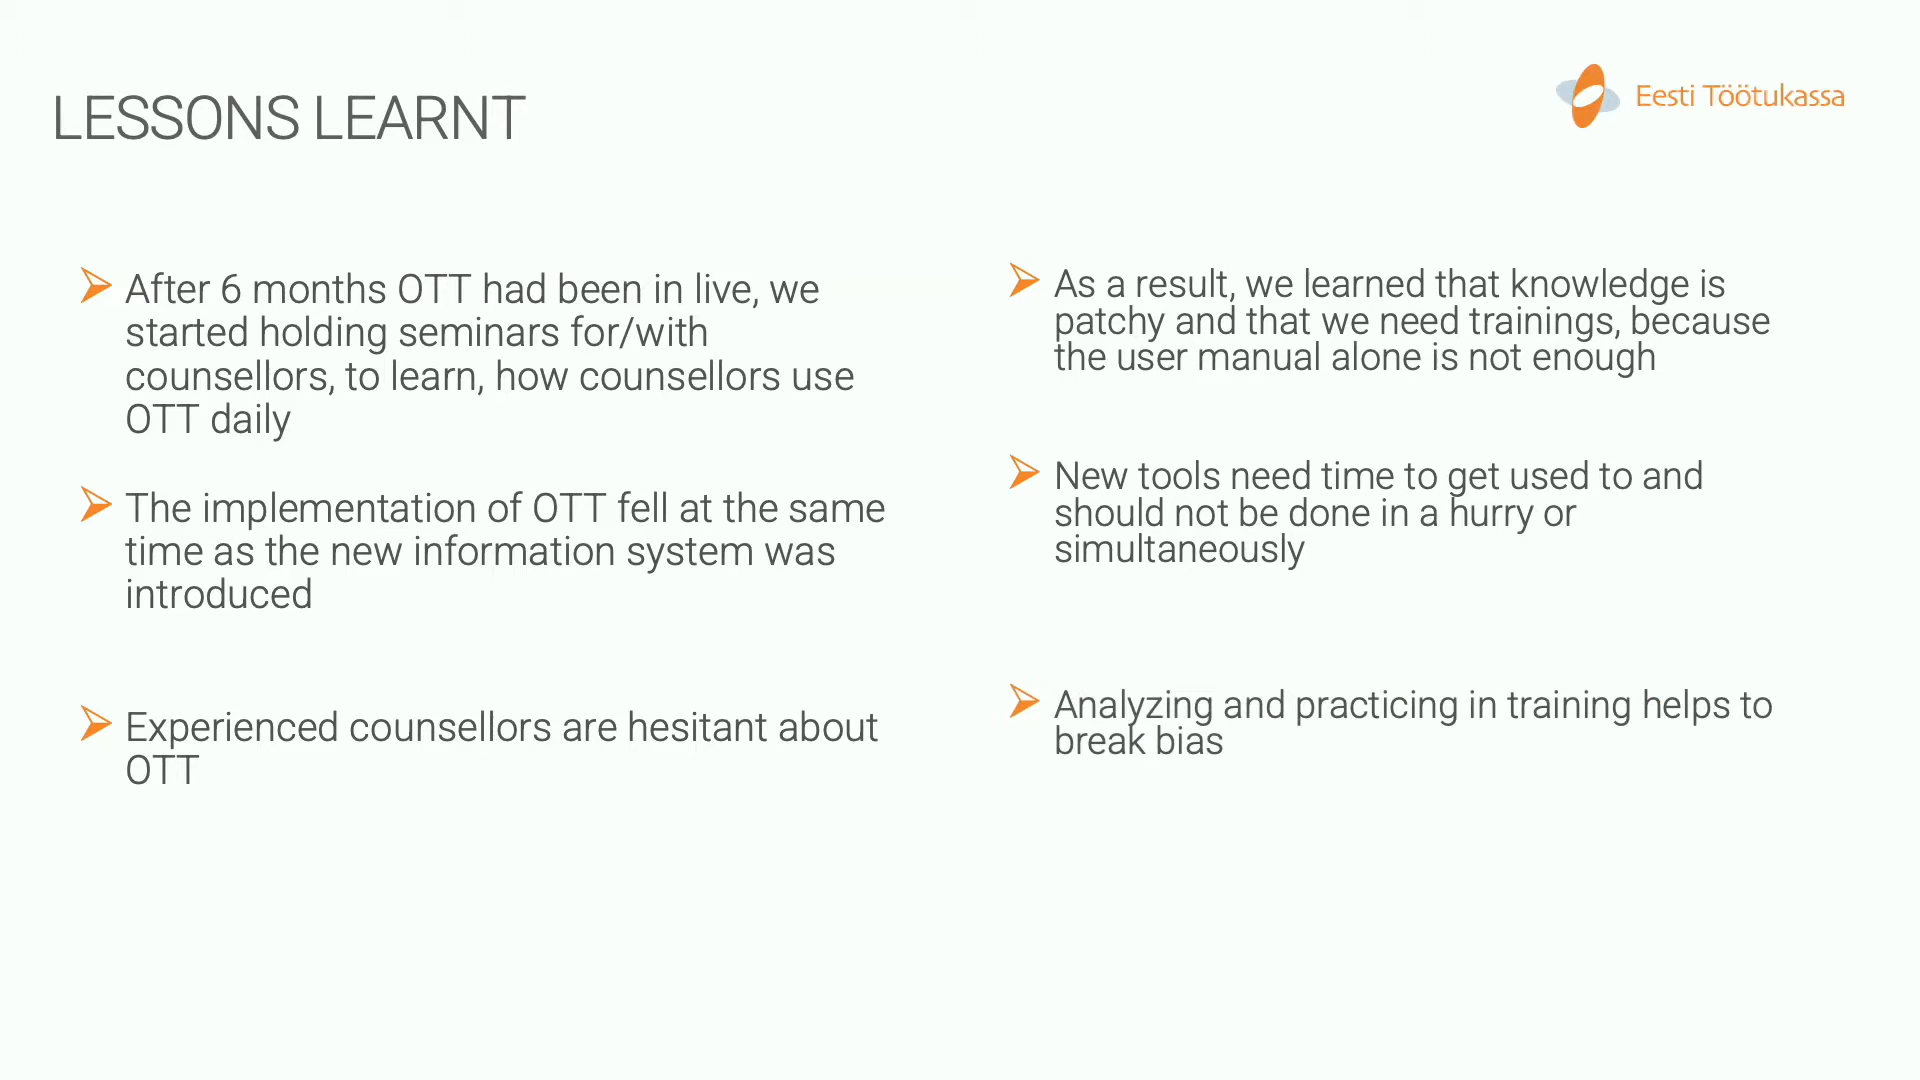 LESSONS LEARNT
Eesti Töötukassa
After 6 months OTT had been in live, we
started holding seminars for/with
counsellors, to learn, how counsellors use
OTT daily
The implementation of OTT fell at the same
time as the new information system was
introduced
Experienced counsellors are hesitant about
OTT
As a result, we learned that knowledge is
patchy and that we need trainings, because
the user manual alone is not enough
New tools need time to get used to and
should not be done in a hurry or
simultaneously
Analyzing and practicing in training helps to
break bias